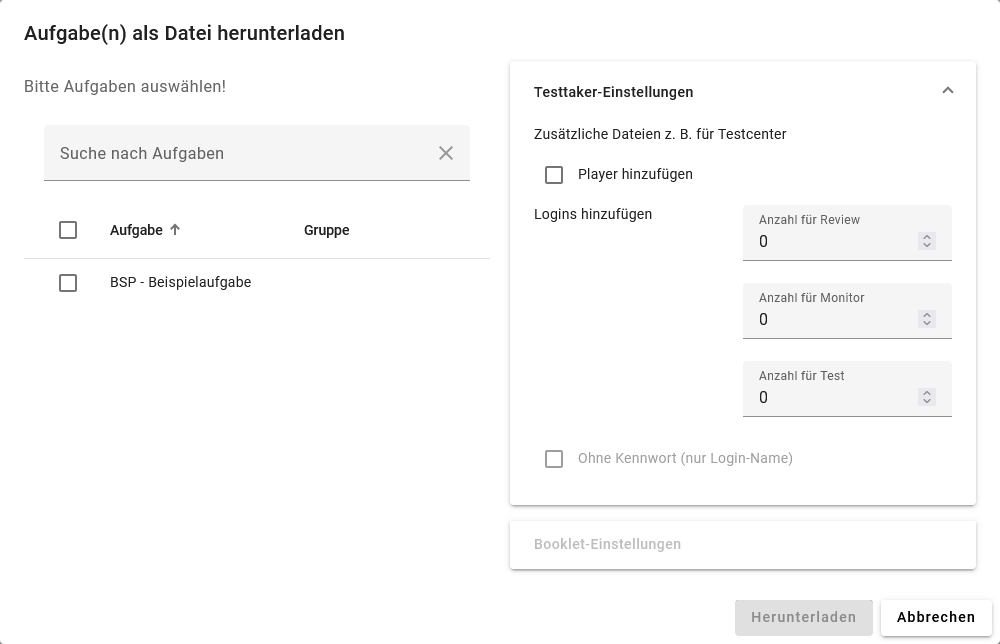 Aufgabe(n) als Datei herunterladen
Bitte Aufgaben auswählen!
Suche nach Aufgaben
Aufgabe Gruppe
BSP - Beispielaufgabe
Testtaker-Einstellungen
Zusätzliche Dateien z. B. für Testcenter
Player hinzufügen
Logins hinzufügen
Anzahl für Review
0
Anzahl für Monitor
0
Anzahl für Test
0
Ohne Kennwort (nur Login-Name)
Booklet-Einstellungen
Herunterladen
Abbrechen